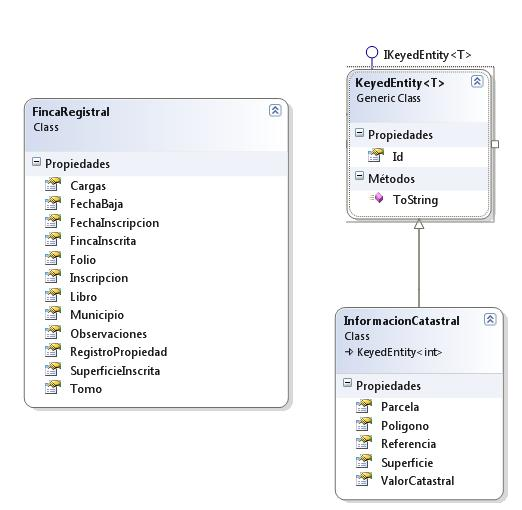 FincaRegistral
Class
Propiedades
Cargas
FechaBaja
FechaInscripcion
FincaInscrita
Folio
Inscripcion
Libro
Municipio
Observaciones
RegistroPropiedad
SuperficieInscrita
Tomo
IKeyedEntity<T>
KeyedEntity<T>
Generic Class
Propiedades
Id
Métodos
ToString
InformacionCatastral
Class
KeyedEntity<int>
Propiedades
Parcela
Poligono
Referencia
Superficie
ValorCatastral